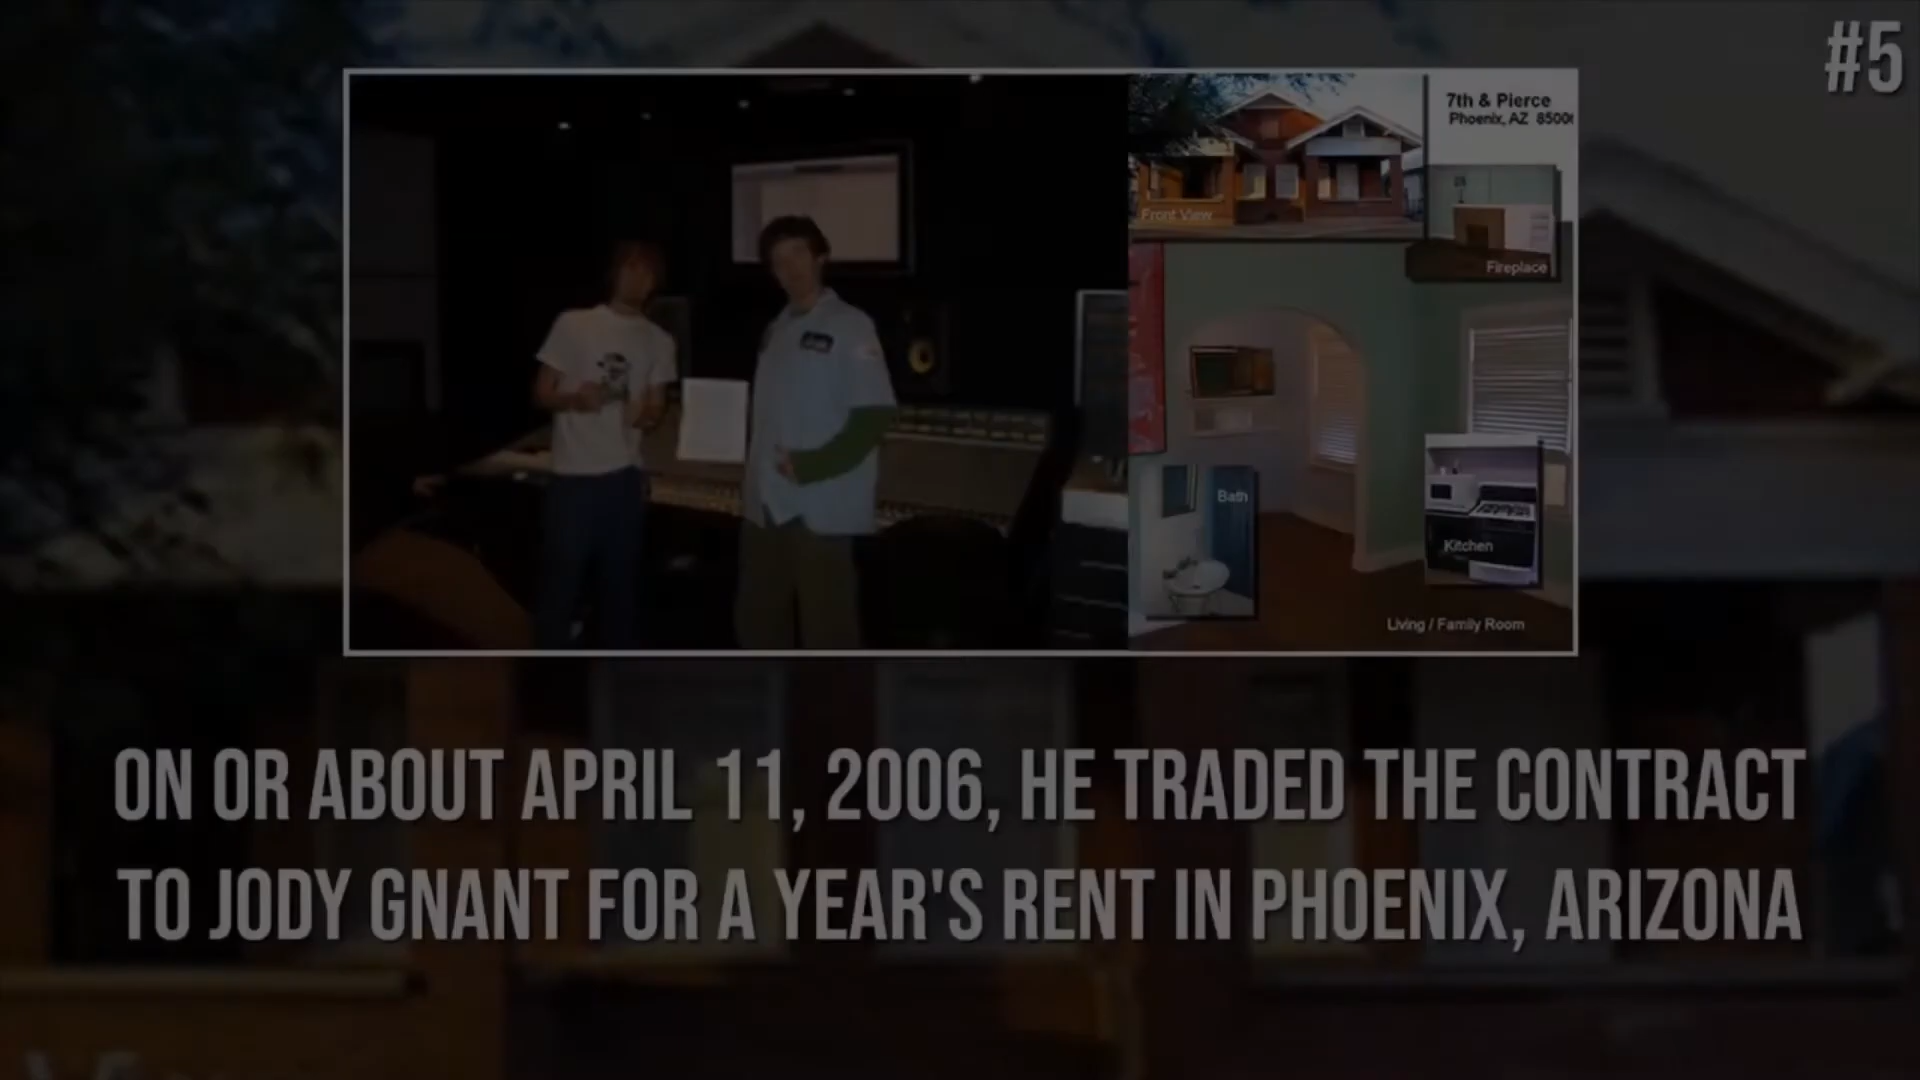 #5
7th & Pierce
Phoenix, AZ 8500
Front View
Fireplace
Bath
Kitchen
Living / Family Room
ON OR ABOUT APRIL 11, 2006, HE TRADED THE CONTRACT
TO JODY GNANT FOR A YEAR'S RENT IN PHOENIX, ARIZONA